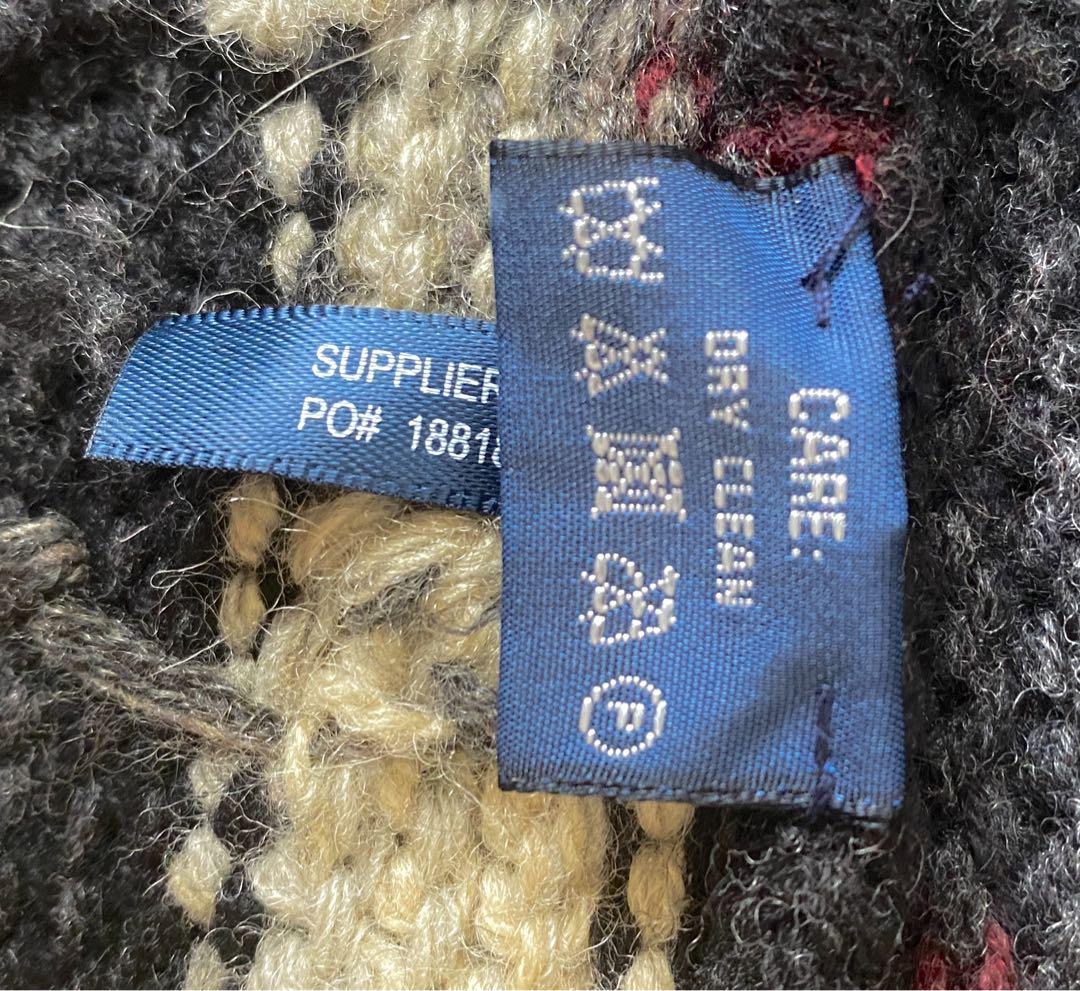 CARE:
DRY CLEAN
SUPPLIER
PO# 1881